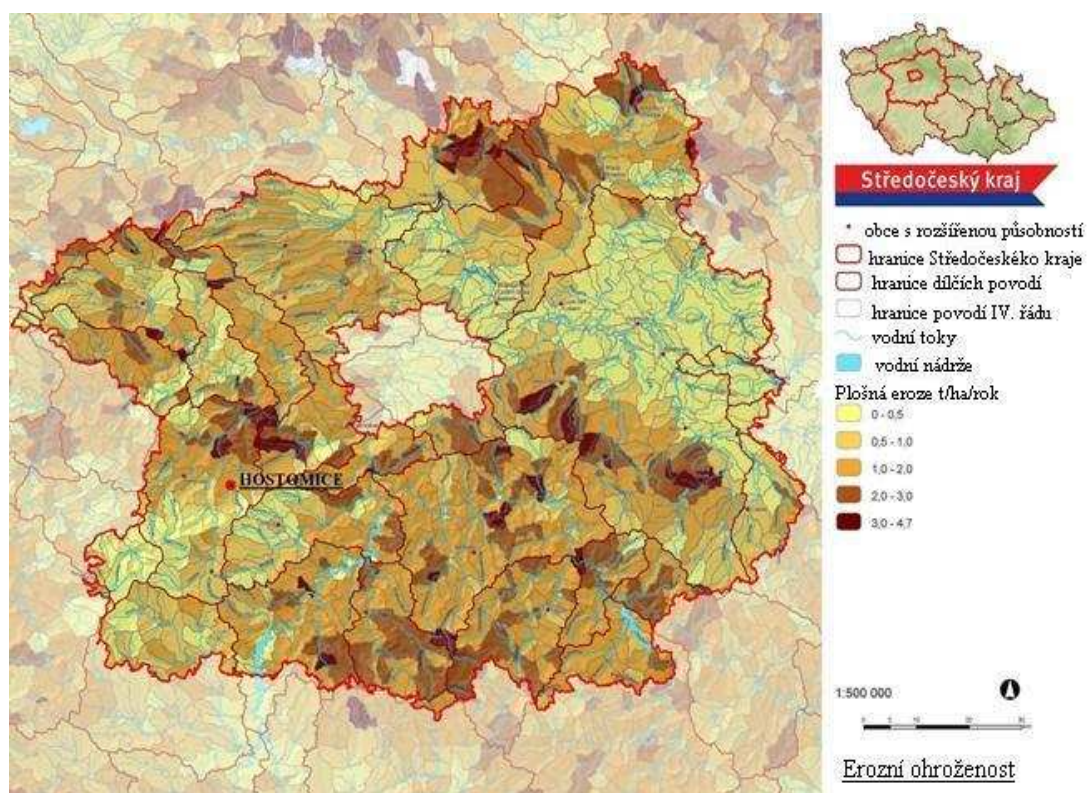 HOSTOMICE
Středočeský kraj
obce s rozšířenou působností
hranice Středočeskéko kraje
hranice dílčích povodí
hranice povodí IV. řádu
vodní toky
vodní nádrže
Plošná eroze t/ha/rok
0 - 0,5
0,5 - 1,0
1,0 - 2,0
2,0 - 3,0
3,0 - 4,7
1:500 000
Erozní ohroženost